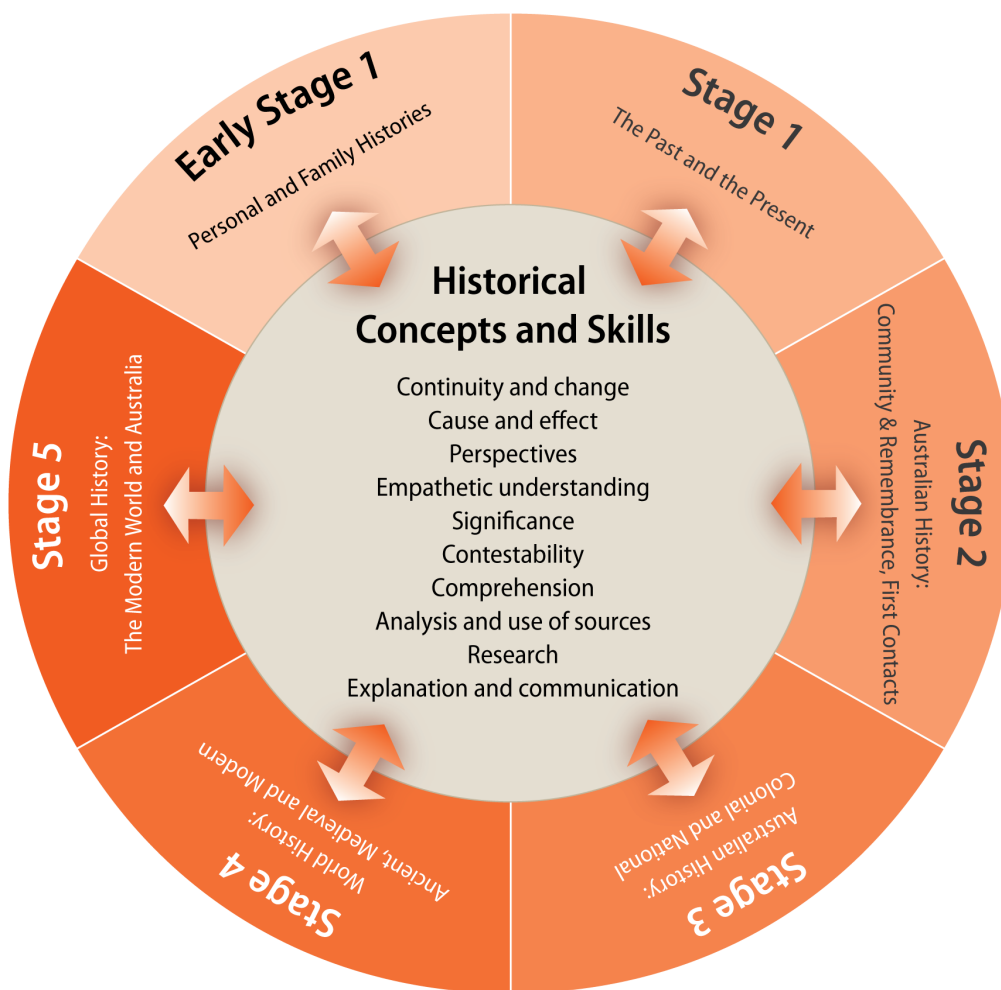 Early Stage 1
Personal and Family Histories
Stage 1
The Past and the Present
Stage 2
Australian History:
Community & Remembrance, First Contacts
Stage 3
Australian History:
Colonial and National
Stage 4
World History:
Ancient, Medieval and Modern
Stage 5
Global History:
The Modern World and Australia
Historical
Concepts and Skills
Continuity and change
Cause and effect
Perspectives
Empathetic understanding
Significance
Contestability
Comprehension
Analysis and use of sources
Research
Explanation and communication